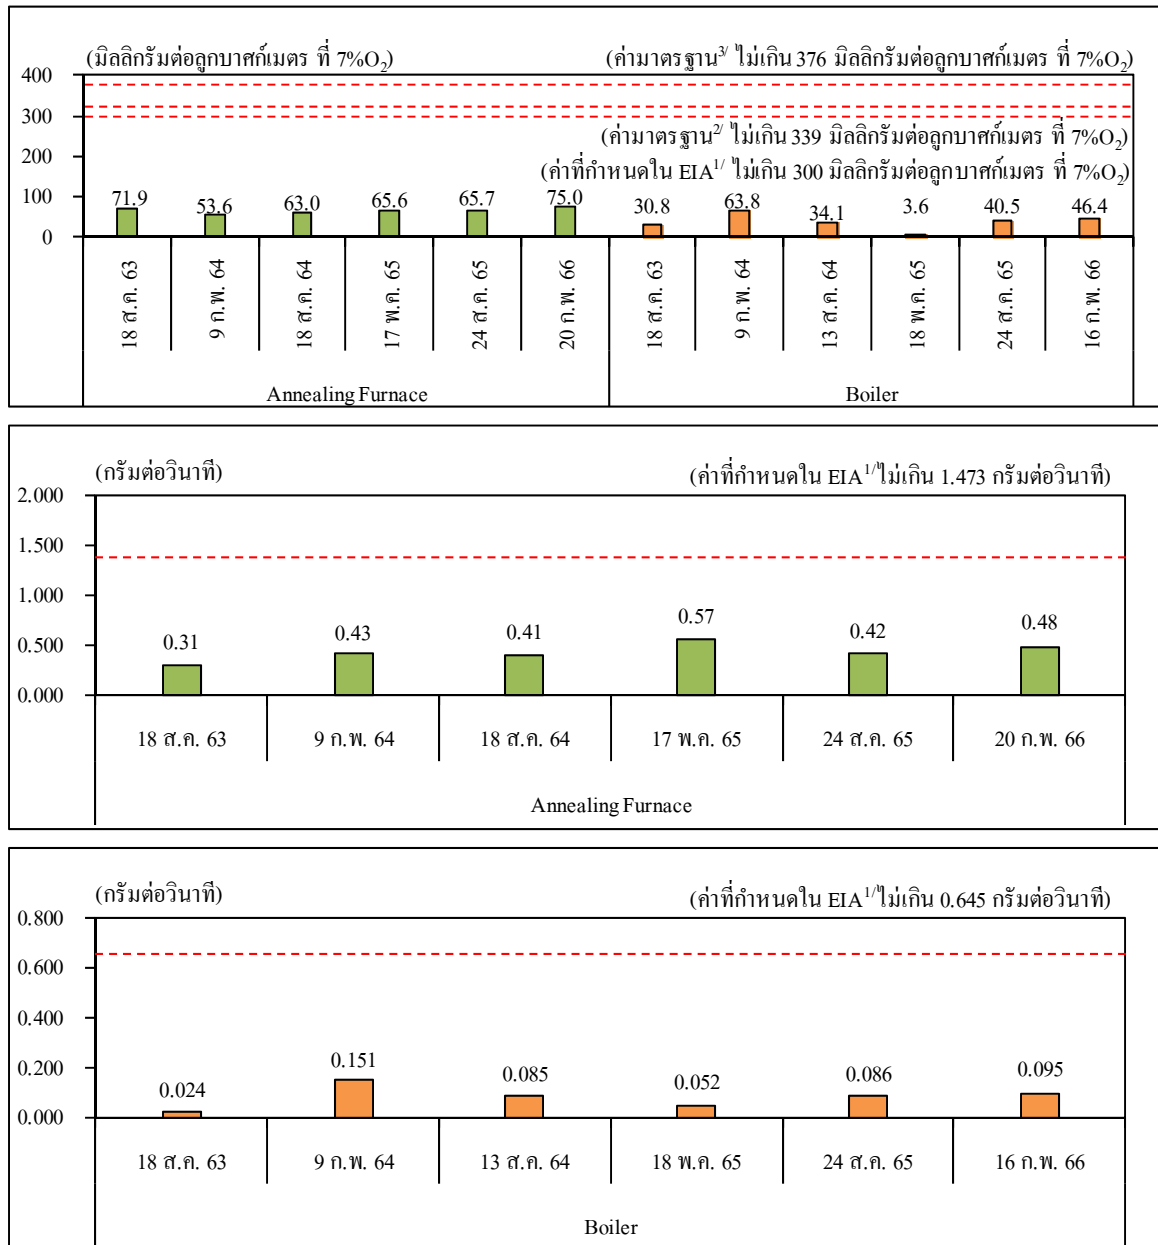 (มิลลิกรัมต่อลูกบาศก์เมตร ที่ 7%O₂) (ค่ามาตรฐาน³/ ไม่เกิน 376 มิลลิกรัมต่อลูกบาศก์เมตร ที่ 7%O₂)
400
300
(ค่ามาตรฐาน²/ ไม่เกิน 339 มิลลิกรัมต่อลูกบาศก์เมตร ที่ 7%O₂)
200
(ค่าที่กำหนดใน EIA¹/ ไม่เกิน 300 มิลลิกรัมต่อลูกบาศก์เมตร ที่ 7%O₂)
100
0
71.9 53.6 63.0 65.6 65.7 75.0 30.8 63.8 34.1 3.6 40.5 46.4
18 ส.ค. 63 9 ก.พ. 64 18 ส.ค. 64 17 พ.ค. 65 24 ส.ค. 65 20 ก.พ. 66 18 ส.ค. 63 9 ก.พ. 64 13 ส.ค. 64 18 พ.ค. 65 24 ส.ค. 65 16 ก.พ. 66
Annealing Furnace Boiler
(กรัมต่อวินาที) (ค่าที่กำหนดใน EIA¹/ไม่เกิน 1.473 กรัมต่อวินาที)
2.000
1.500
1.000
0.500
0.000
0.31 0.43 0.41 0.57 0.42 0.48
18 ส.ค. 63 9 ก.พ. 64 18 ส.ค. 64 17 พ.ค. 65 24 ส.ค. 65 20 ก.พ. 66
Annealing Furnace
(กรัมต่อวินาที) (ค่าที่กำหนดใน EIA¹/ไม่เกิน 0.645 กรัมต่อวินาที)
0.800
0.600
0.400
0.200
0.000
0.024 0.151 0.085 0.052 0.086 0.095
18 ส.ค. 63 9 ก.พ. 64 13 ส.ค. 64 18 พ.ค. 65 24 ส.ค. 65 16 ก.พ. 66
Boiler